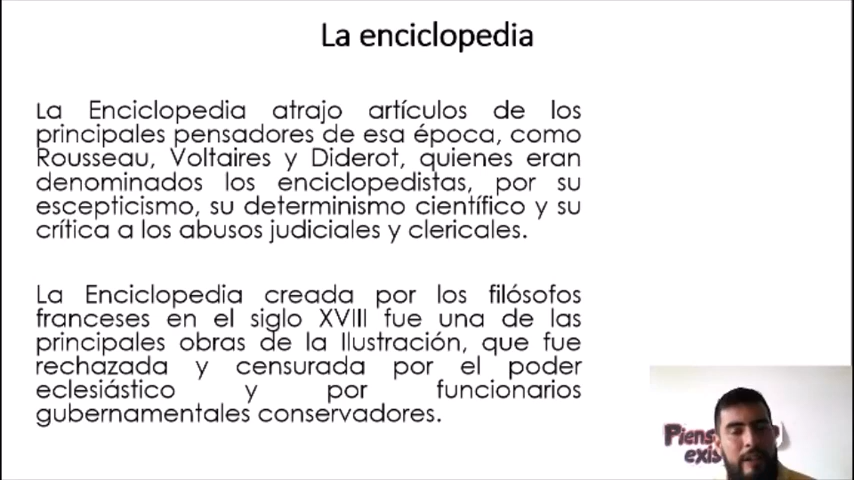 La enciclopedia
La Enciclopedia atrajo artículos de los
principales pensadores de esa época, como
Rousseau, Voltaires y Diderot, quienes eran
denominados los enciclopedistas, por su
escepticismo, su determinismo científico y su
crítica a los abusos judiciales y clericales.
La Enciclopedia creada por los filósofos
franceses en el siglo XVIII fue una de las
principales obras de la Ilustración, que fue
rechazada y censurada por el poder
eclesiástico y por funcionarios
gubernamentales conservadores.